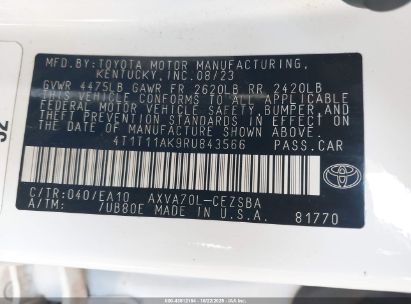 MFD.BY:TOYOTA MOTOR MANUFACTURING,
KENTUCKY,INC.08/23
GVWR 4475LB GAWR FR 2620LB RR 2420LB
THIS VEHICLE CONFORMS TO ALL APPLICABLE
FEDERAL MOTOR VEHICLE SAFETY, BUMPER, AND
THEFT PREVENTION STANDARDS IN EFFECT ON
THE DATE OF MANUFACTURE SHOWN ABOVE.
4T1T11AK9RU843566 PASS.CAR
C/TR:040/EA10 AXVA70L-CEZSBA
A/TM: /UB80E MADE IN U.S.A. 81770
TOYOTA